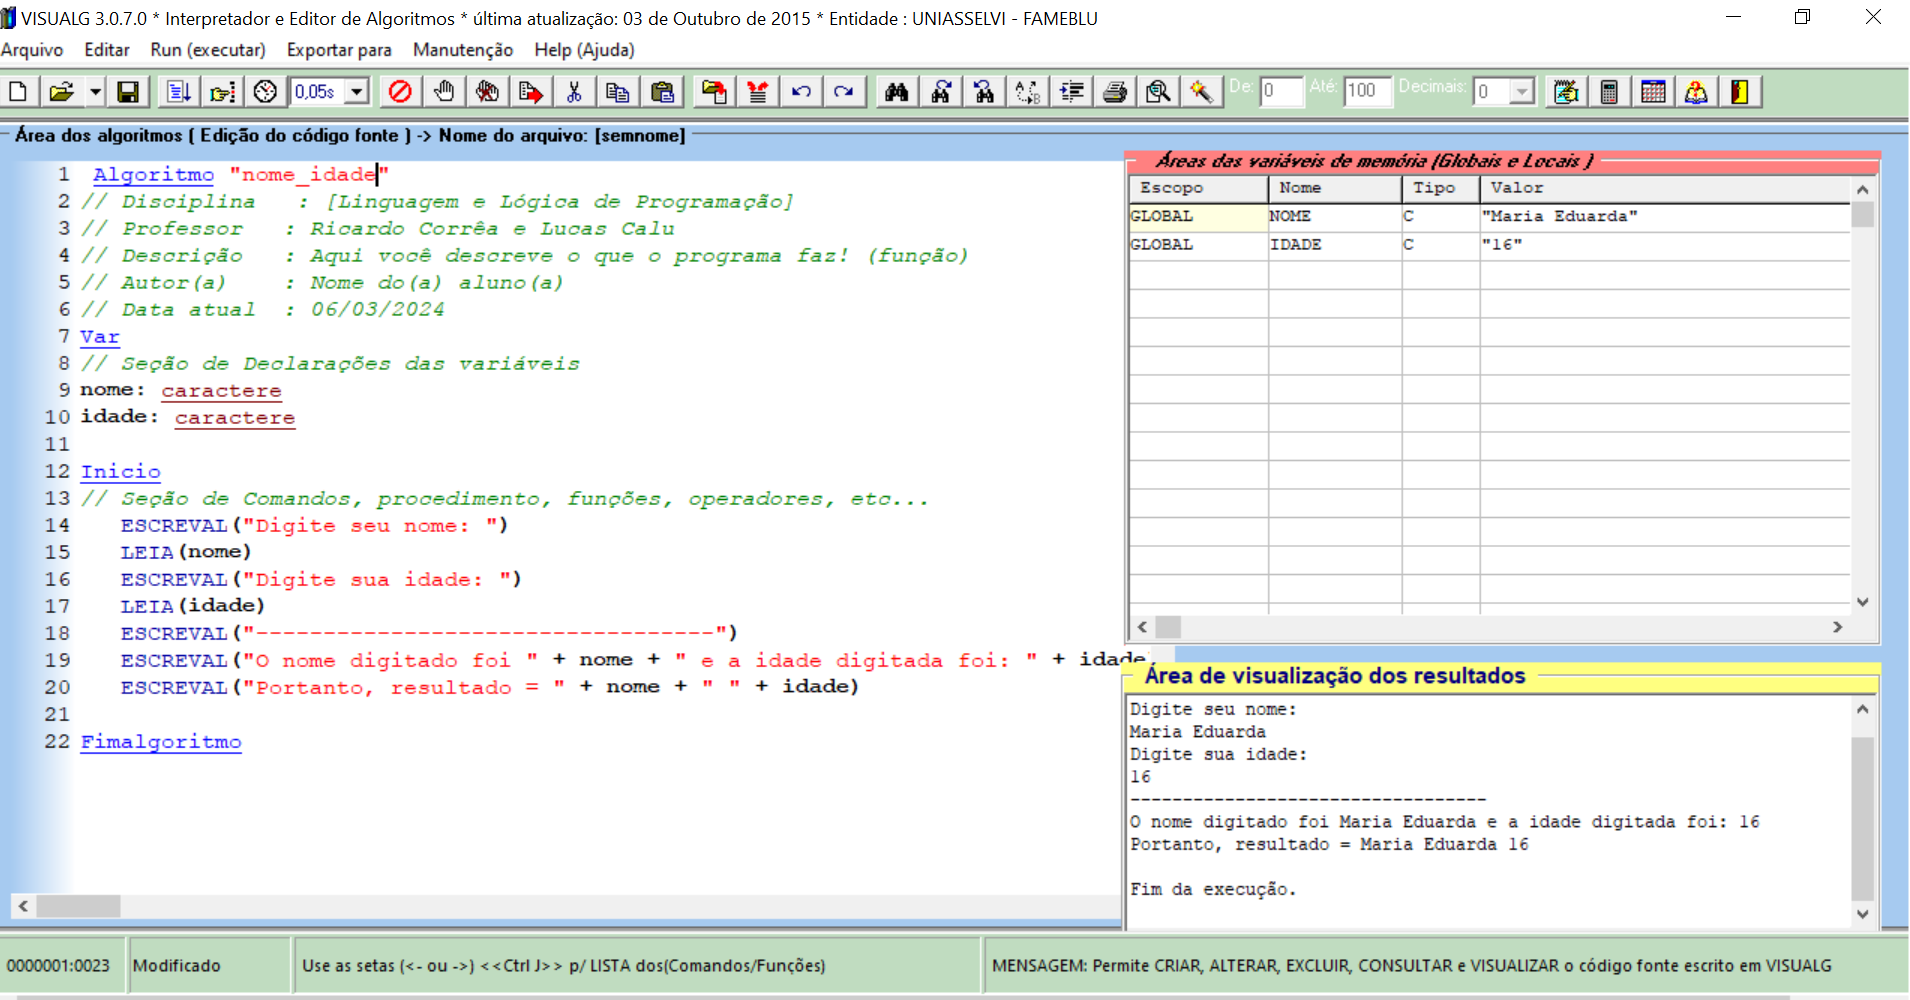 VISUALG 3.0.7.0 * Interpretador e Editor de Algoritmos * última atualização: 03 de Outubro de 2015 * Entidade : UNIASSELVI - FAMEBLU
Arquivo Editar Run (executar) Exportar para Manutenção Help (Ajuda)
0,05s De: 0 Até: 100 Decimais: 0
Área dos algoritmos ( Edição do código fonte ) -> Nome do arquivo: [semnome]
1 Algoritmo "nome_idade"
2 // Disciplina : [Linguagem e Lógica de Programação]
3 // Professor : Ricardo Corrêa e Lucas Calu
4 // Descrição : Aqui você descreve o que o programa faz! (função)
5 // Autor(a) : Nome do(a) aluno(a)
6 // Data atual : 06/03/2024
7 Var
8 // Seção de Declarações das variáveis
9 nome: caractere
10 idade: caractere
11
12 Inicio
13 // Seção de Comandos, procedimento, funções, operadores, etc...
14 ESCREVAL("Digite seu nome: ")
15 LEIA(nome)
16 ESCREVAL("Digite sua idade: ")
17 LEIA(idade)
18 ESCREVAL("----------------------------------")
19 ESCREVAL("O nome digitado foi " + nome + " e a idade digitada foi: " + idade
20 ESCREVAL("Portanto, resultado = " + nome + " " + idade)
21
22 Fimalgoritmo
Áreas das variáveis de memória (Globais e Locais )
Escopo Nome Tipo Valor
GLOBAL NOME C "Maria Eduarda"
GLOBAL IDADE C "16"
Área de visualização dos resultados
Digite seu nome:
Maria Eduarda
Digite sua idade:
16
----------------------------------
O nome digitado foi Maria Eduarda e a idade digitada foi: 16
Portanto, resultado = Maria Eduarda 16
Fim da execução.
0000001:0023 Modificado Use as setas (<- ou ->) <<Ctrl J>> p/ LISTA dos(Comandos/Funções) MENSAGEM: Permite CRIAR, ALTERAR, EXCLUIR, CONSULTAR e VISUALIZAR o código fonte escrito em VISUALG